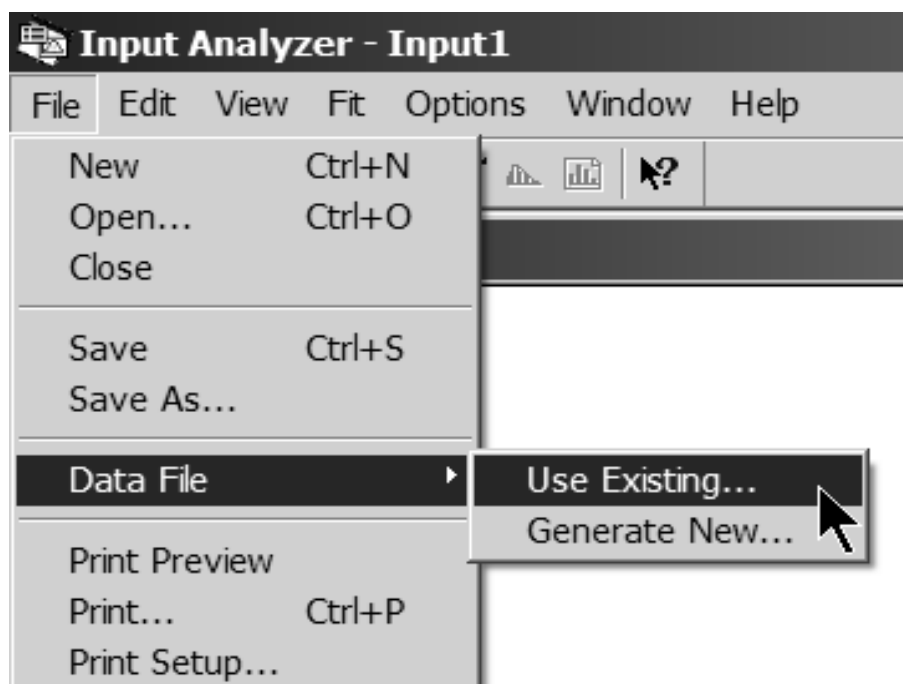 Input Analyzer - Input1
File Edit View Fit Options Window Help
New Ctrl+N
Open... Ctrl+O
Close
Save Ctrl+S
Save As...
Data File
Use Existing...
Generate New...
Print Preview
Print... Ctrl+P
Print Setup...